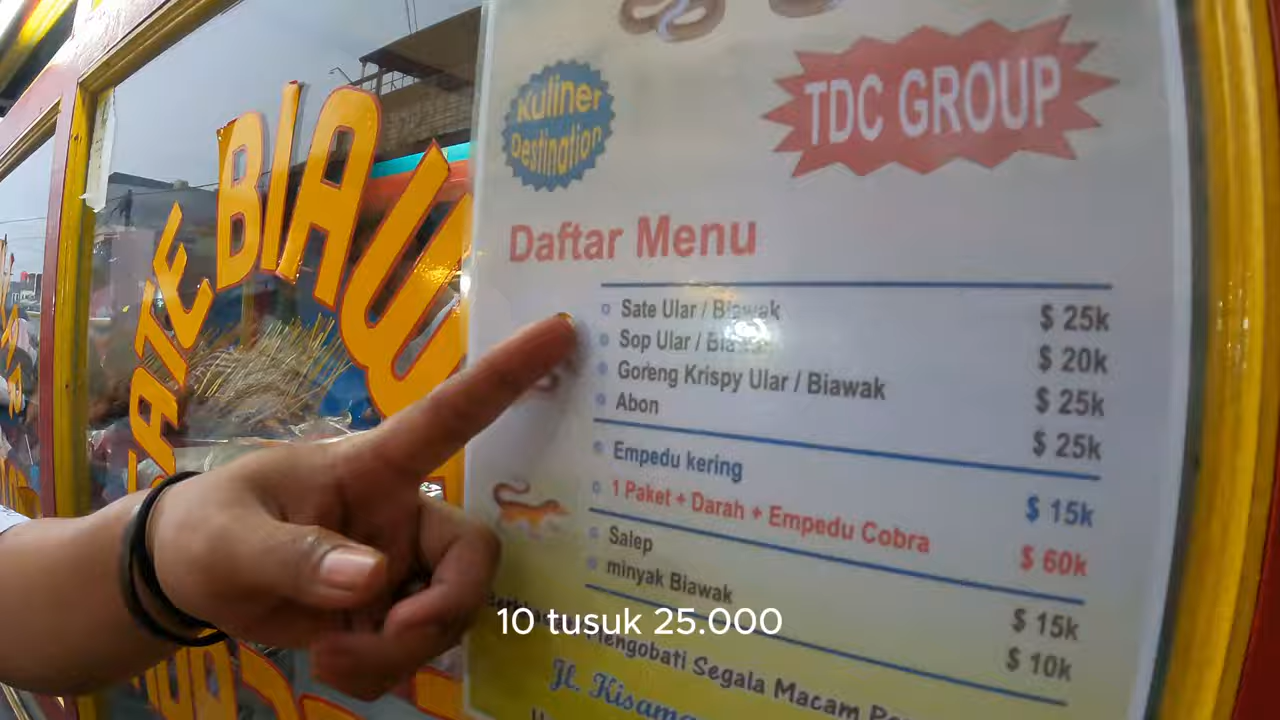 SATE BIAW
Kuliner
Destination
TDC GROUP
Daftar Menu
Sate Ular / Biawak $ 25k
Sop Ular / $ 20k
Goreng Krispy Ular / Biawak $ 25k
Abon $ 25k
Empedu kering $ 15k
1 Paket + Darah + Empedu Cobra $ 60k
Salep $ 15k
minyak Biawak $ 10k
Mengobati Segala Macam
Jl. Kisama
10 tusuk 25.000